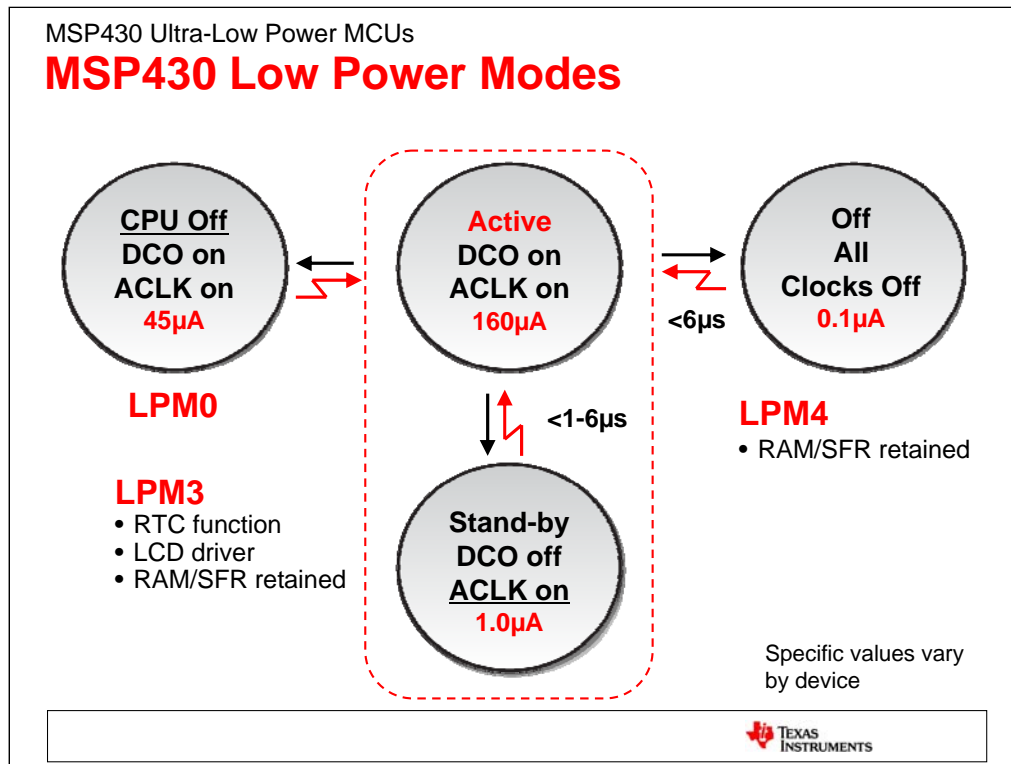 MSP430 Ultra-Low Power MCUs
MSP430 Low Power Modes
CPU Off
DCO on
ACLK on
45µA
LPM0
Active
DCO on
ACLK on
160µA
Off
All
Clocks Off
0.1µA
<6µs
LPM4
• RAM/SFR retained
<1-6µs
LPM3
• RTC function
• LCD driver
• RAM/SFR retained
Stand-by
DCO off
ACLK on
1.0µA
Specific values vary
by device
TEXAS
INSTRUMENTS